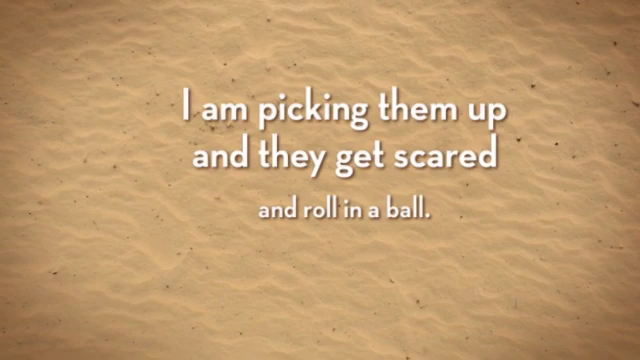 I am picking them up
and they get scared
and roll in a ball.